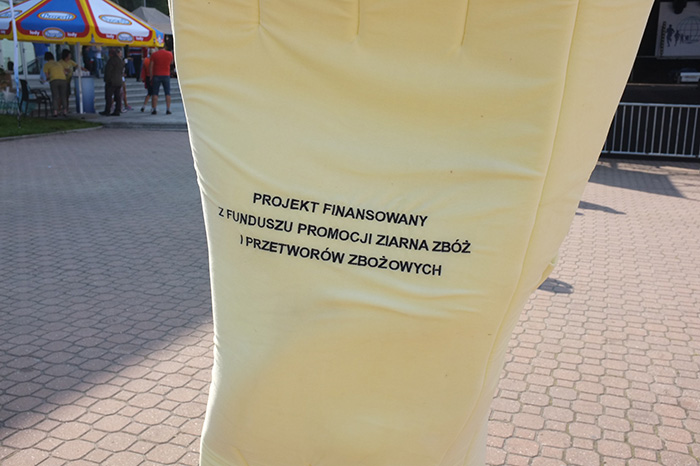 PROJEKT FINANSOWANY
Z FUNDUSZU PROMOCJI ZIARNA ZBÓŻ
I PRZETWORÓW ZBOŻOWYCH